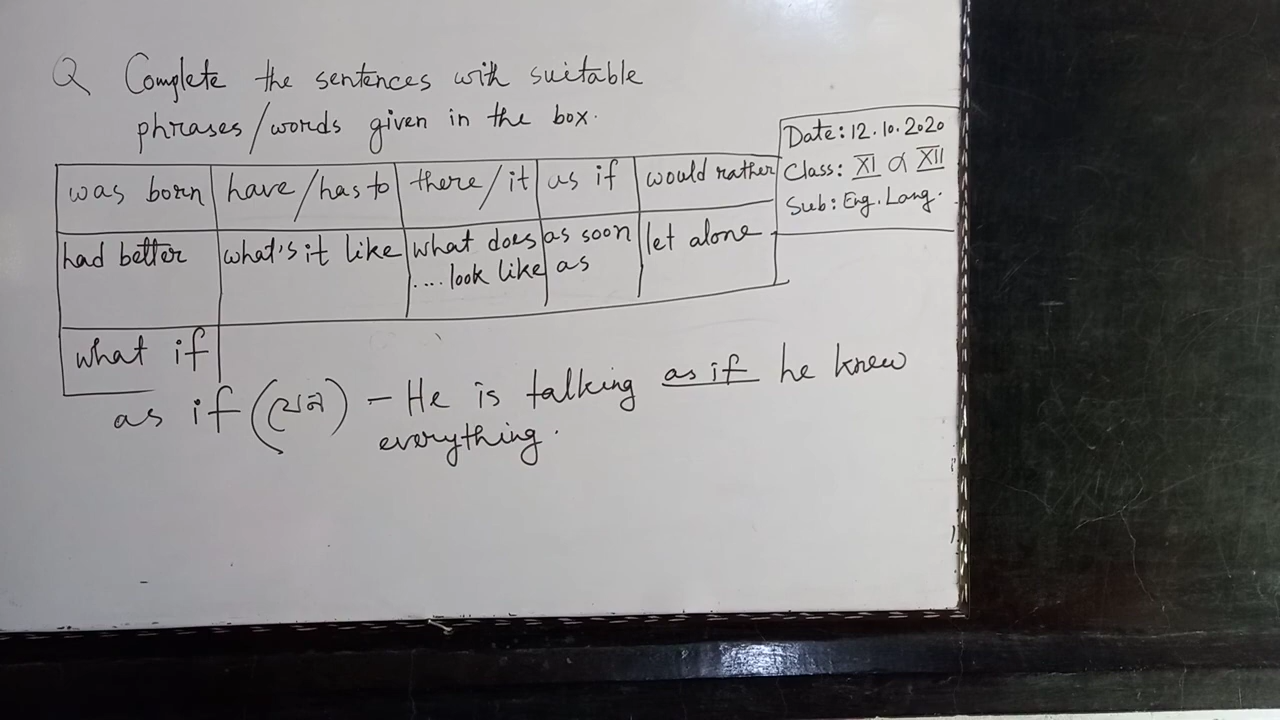 Q Complete the sentences with suitable
phrases/words given in the box.
Date: 12.10.2020
Class: XI & XII
Sub: Eng. Lang.
was born have/has to there/it as if would rather
had better what's it like what does as soon let alone
....look like as
what if
as if (যেন) - He is talking as if he knew
everything.